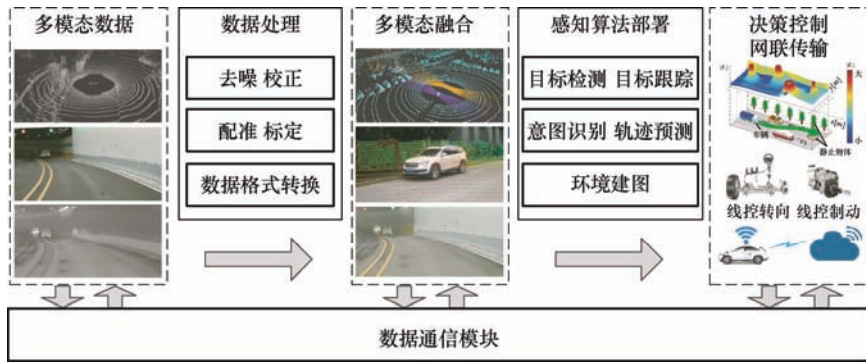 多模态数据
数据处理
去噪 校正
配准 标定
数据格式转换
多模态融合
感知算法部署
目标检测 目标跟踪
意图识别 轨迹预测
环境建图
决策控制
网联传输
大
小
车辆
静止物体
线控转向 线控制动
数据通信模块